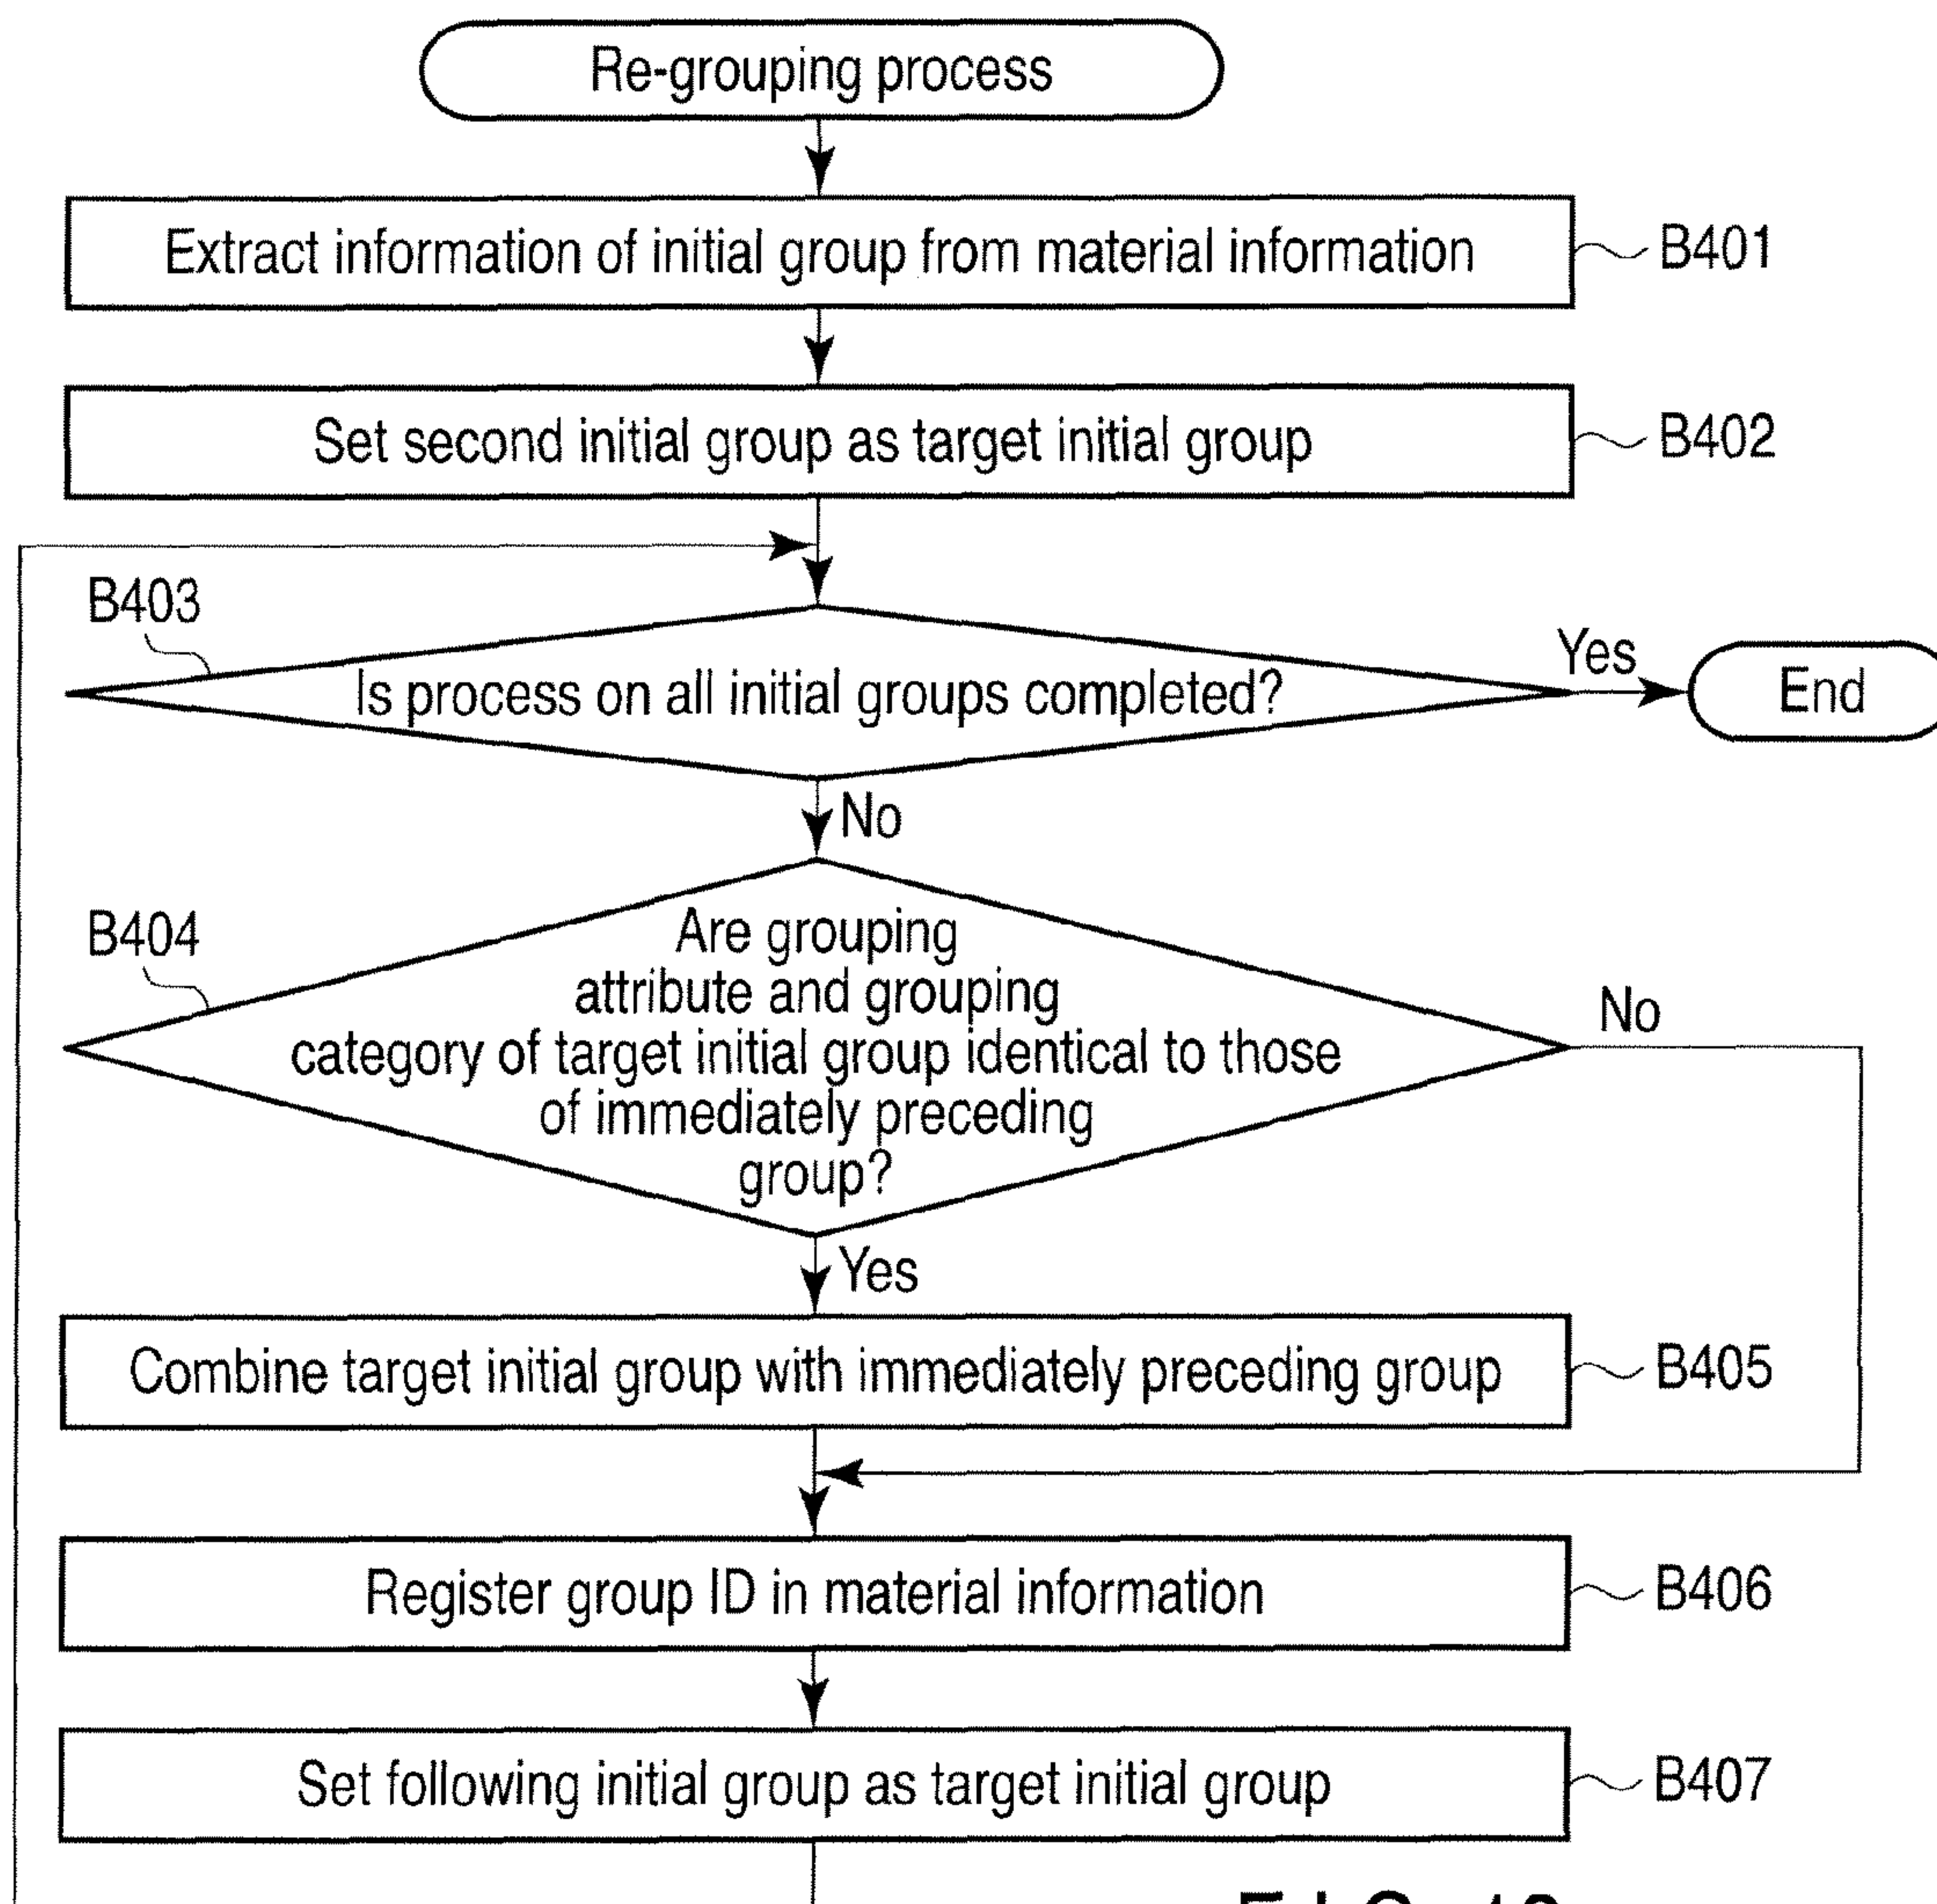 Re-grouping process
Extract information of initial group from material information
B401
Set second initial group as target initial group
B402
B403
Is process on all initial groups completed?
Yes
End
No
B404
Are grouping
attribute and grouping
category of target initial group identical to those
of immediately preceding
group?
No
Yes
Combine target initial group with immediately preceding group
B405
Register group ID in material information
B406
Set following initial group as target initial group
B407